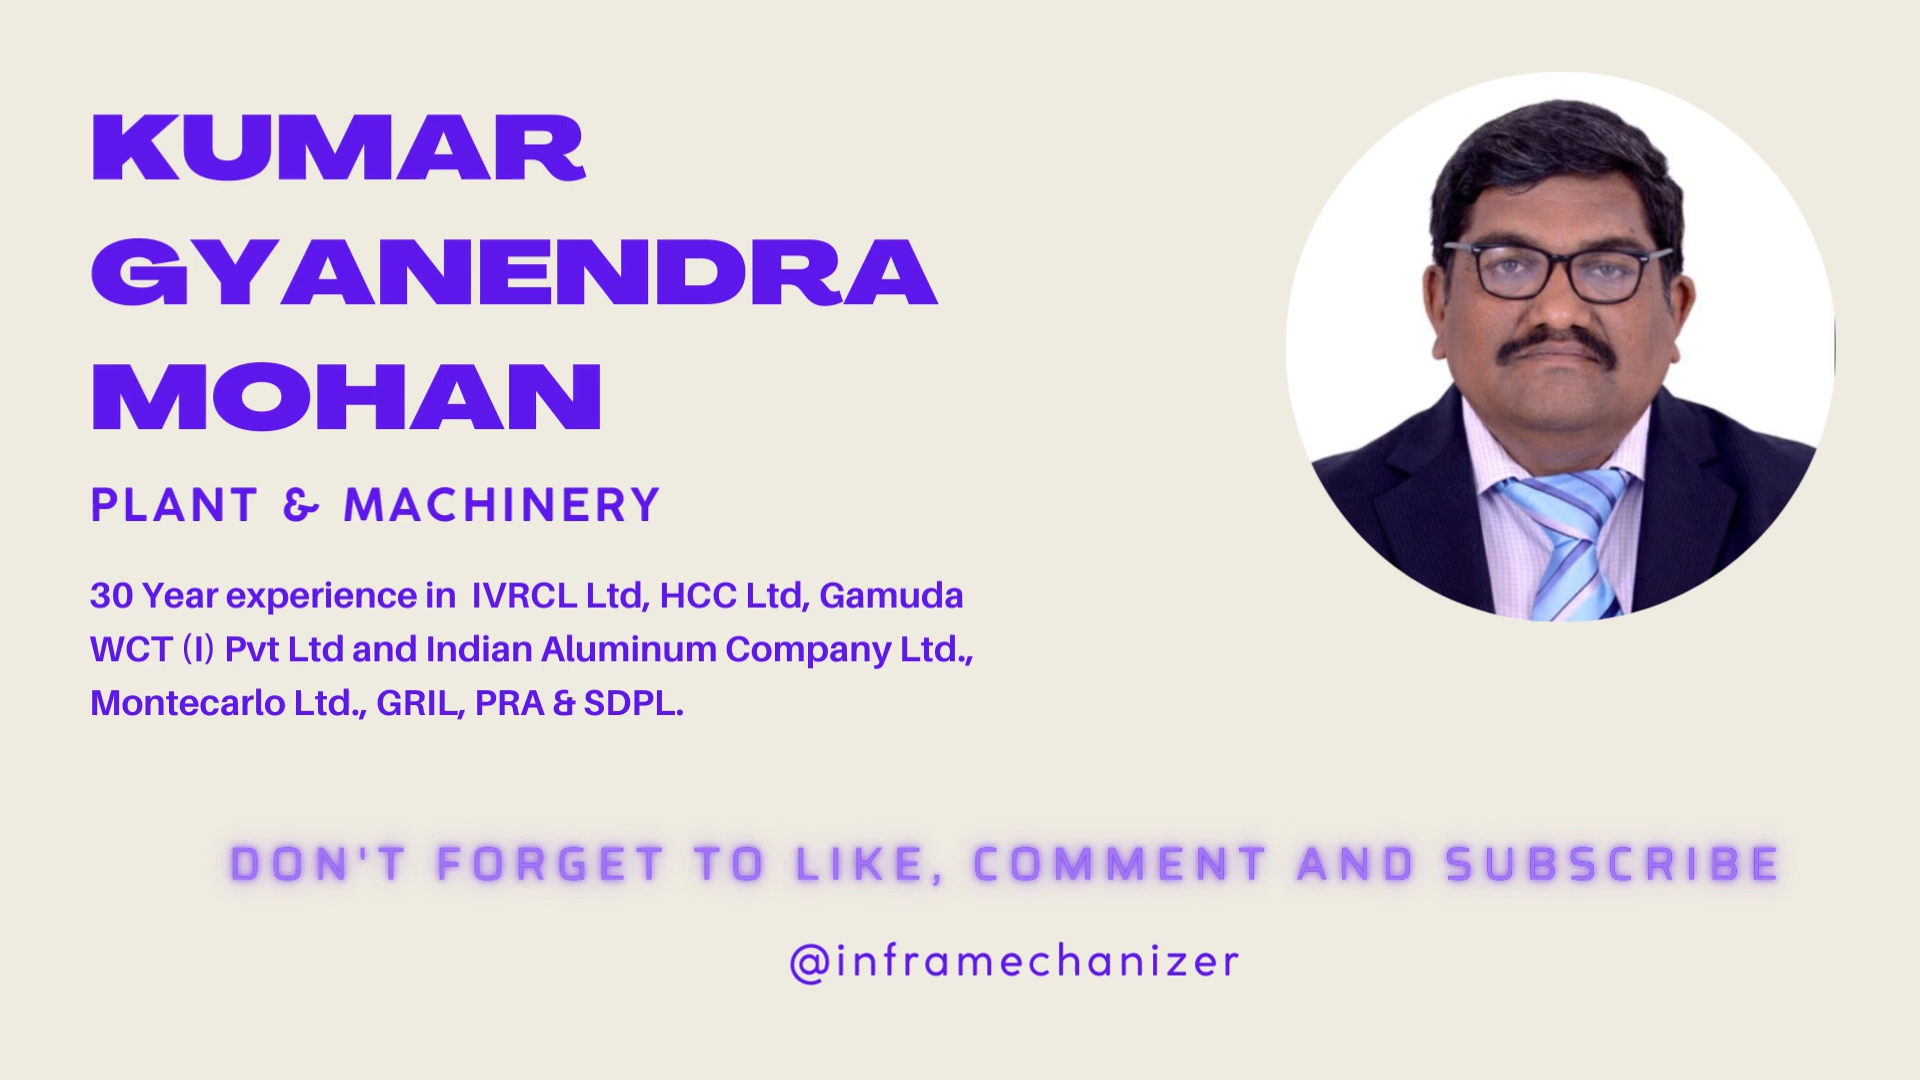 KUMAR
GYANENDRA
MOHAN
PLANT & MACHINERY
30 Year experience in  IVRCL Ltd, HCC Ltd, Gamuda
WCT (I) Pvt Ltd and Indian Aluminum Company Ltd.,
Montecarlo Ltd., GRIL, PRA & SDPL.
DON'T FORGET TO LIKE, COMMENT AND SUBSCRIBE
@inframechanizer